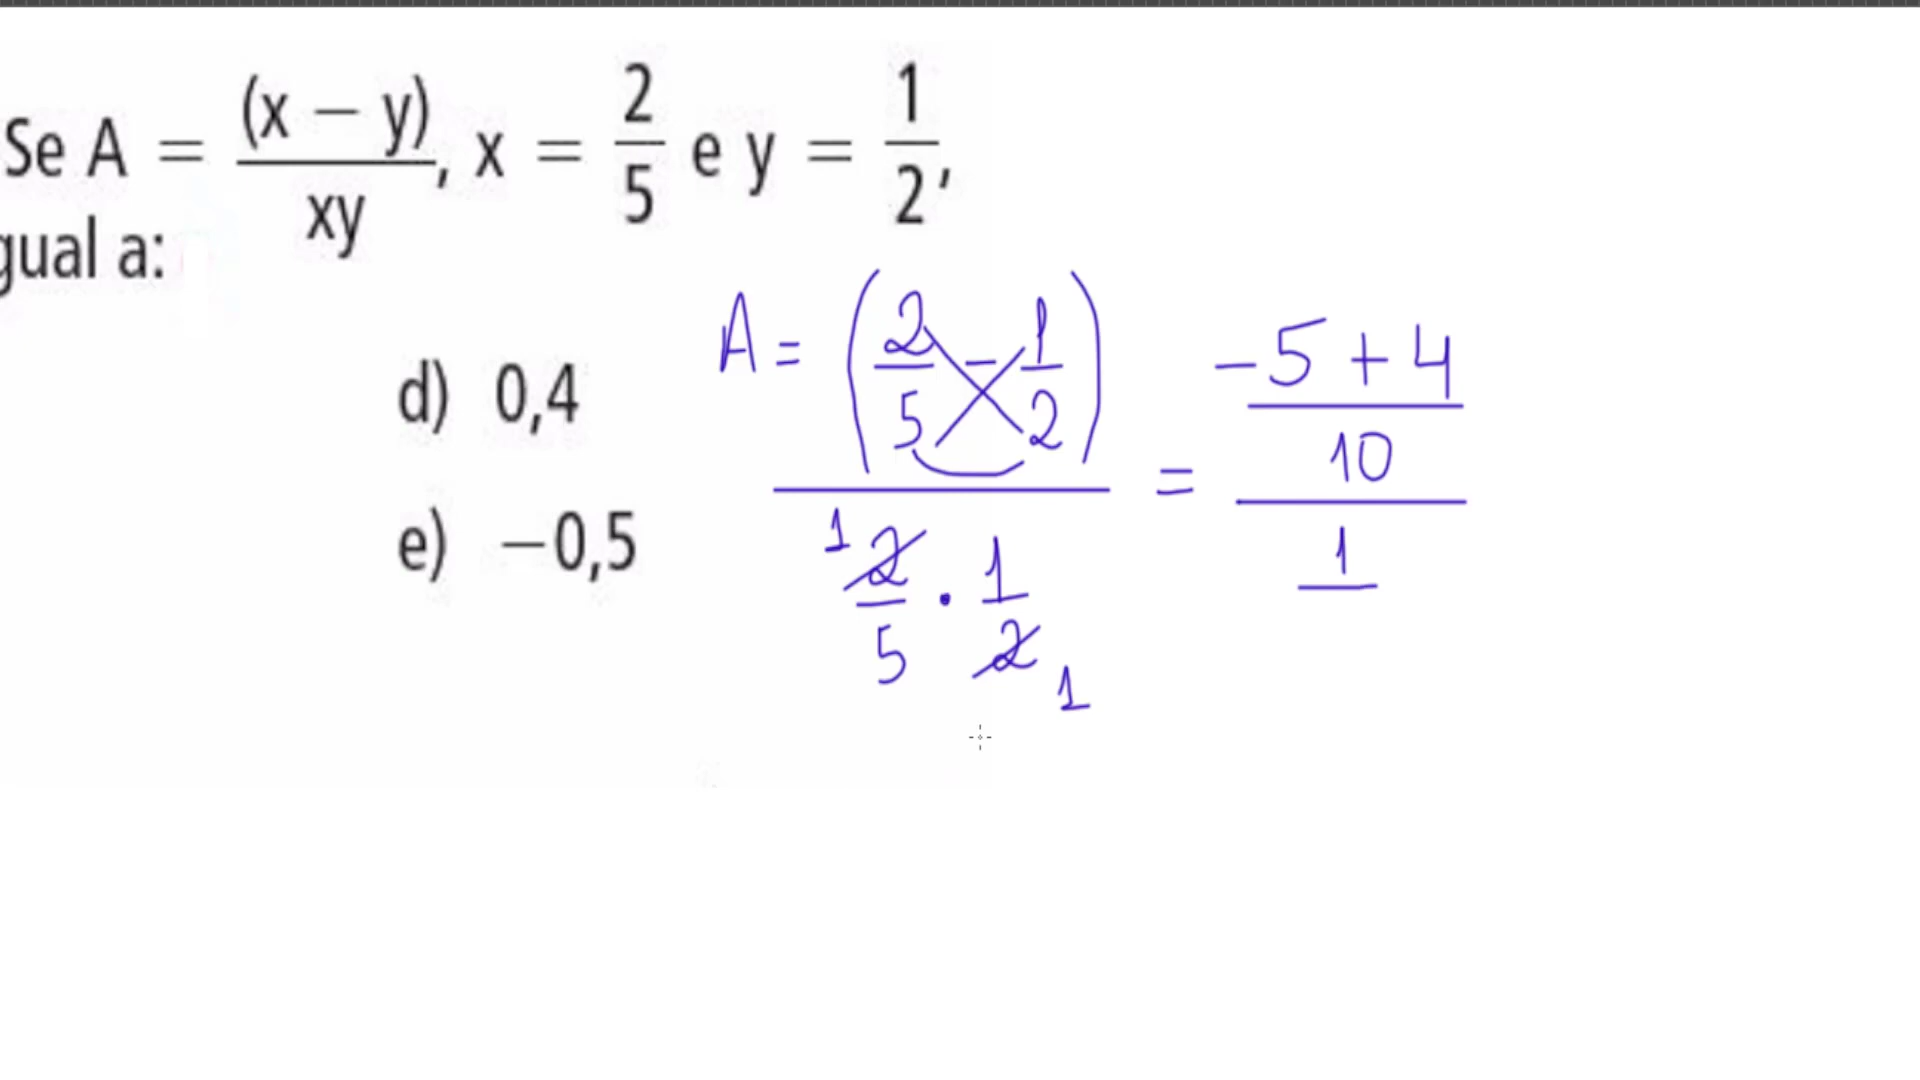 Se A = (x − y)/xy, x = 2/5 e y = 1/2,
gual a:
d) 0,4
e) −0,5
A = (2/5 - 1/2)
1 2/5 . 1/2 1
= -5 + 4
10
1